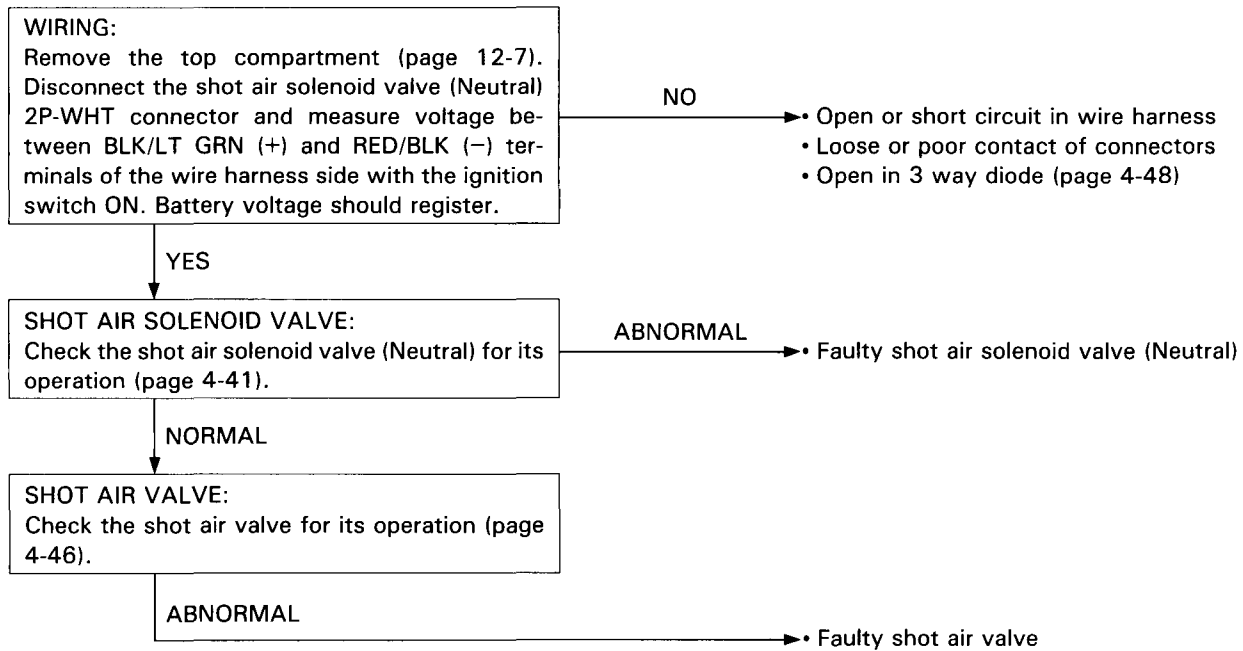 WIRING:
Remove the top compartment (page 12-7).
Disconnect the shot air solenoid valve (Neutral)
2P-WHT connector and measure voltage be-
tween BLK/LT GRN (+) and RED/BLK (−) ter-
minals of the wire harness side with the ignition
switch ON. Battery voltage should register.
NO
• Open or short circuit in wire harness
• Loose or poor contact of connectors
• Open in 3 way diode (page 4-48)
YES
SHOT AIR SOLENOID VALVE:
Check the shot air solenoid valve (Neutral) for its
operation (page 4-41).
ABNORMAL
• Faulty shot air solenoid valve (Neutral)
NORMAL
SHOT AIR VALVE:
Check the shot air valve for its operation (page
4-46).
ABNORMAL
• Faulty shot air valve